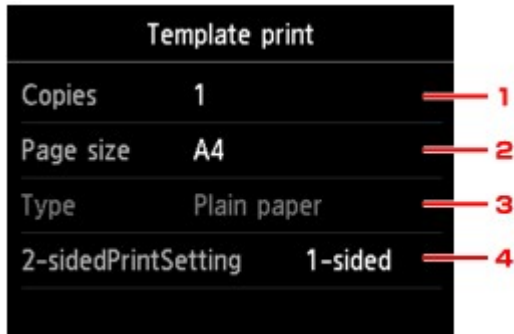 Template print
Copies 1 1
Page size A4 2
Type Plain paper 3
2-sidedPrintSetting 1-sided 4